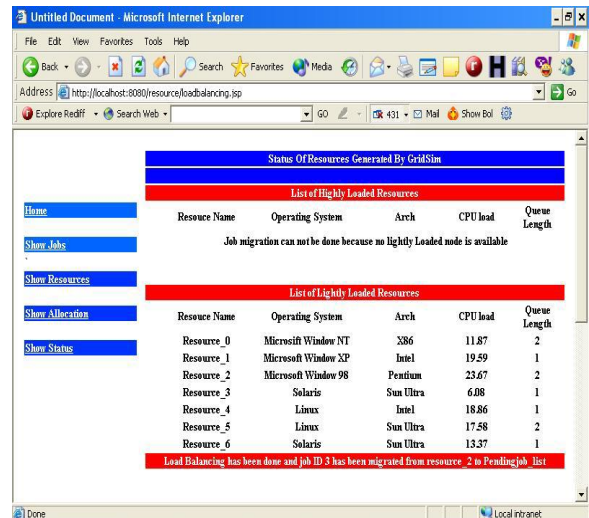 Untitled Document - Microsoft Internet Explorer
File Edit View Favorites Tools Help
Back Search Favorites Media
Address http://localhost:8080/resource/loadbalancing.jsp Go
Explore Rediff Search Web GO 431 Mail Show Bol
Status Of Resources Generated By GridSim
List of Highly Loaded Resources
Home
Resouce Name Operating System Arch CPU load Queue Length
Show Jobs
Job migration can not be done because no lightly Loaded node is available
Show Resources
List of Lightly Loaded Resources
Show Allocation
Resouce Name Operating System Arch CPU load Queue Length
Show Status
Resource_0 Microsift Window NT X86 11.87 2
Resource_1 Microsoft Window XP Intel 19.59 1
Resource_2 Microsoft Window 98 Pentium 23.67 2
Resource_3 Solaris Sun Ultra 6.08 1
Resource_4 Linux Intel 18.86 1
Resource_5 Linux Sun Ultra 17.58 2
Resource_6 Solaris Sun Ultra 13.37 1
Load Balancing has been done and job ID 3 has been migrated from resource_2 to Pendingjob_list
Done Local intranet